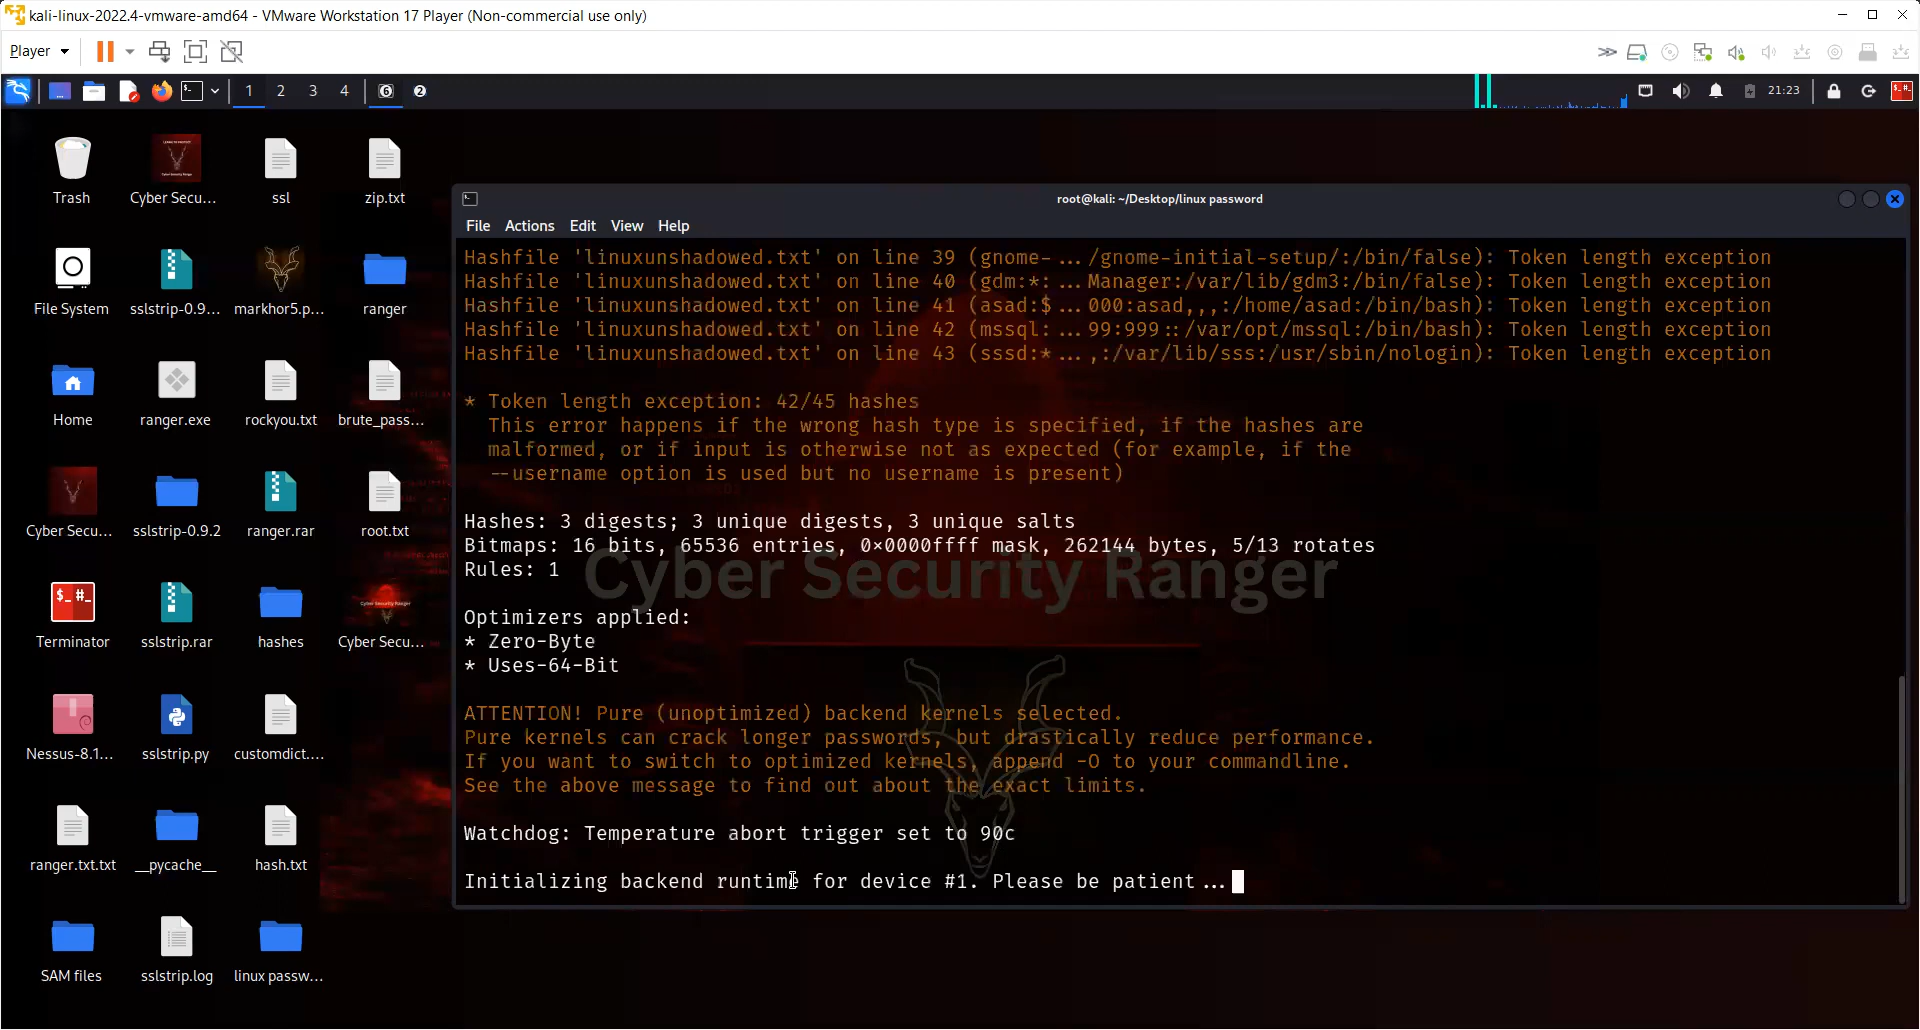 kali-linux-2022.4-vmware-amd64 - VMware Workstation 17 Player (Non-commercial use only)
Player
1 2 3 4 6 2
21:23
Trash
Cyber Secu...
ssl
zip.txt
File System
sslstrip-0.9...
markhor5.p...
ranger
Home
ranger.exe
rockyou.txt
brute_pass...
Cyber Secu...
sslstrip-0.9.2
ranger.rar
root.txt
Terminator
sslstrip.rar
hashes
Cyber Secu...
Nessus-8.1...
sslstrip.py
customdict....
ranger.txt.txt
__pycache__
hash.txt
SAM files
sslstrip.log
linux passw...
root@kali: ~/Desktop/linux password
File Actions Edit View Help
Hashfile 'linuxunshadowed.txt' on line 39 (gnome-.../gnome-initial-setup/:/bin/false): Token length exception
Hashfile 'linuxunshadowed.txt' on line 40 (gdm:*:...Manager:/var/lib/gdm3:/bin/false): Token length exception
Hashfile 'linuxunshadowed.txt' on line 41 (asad:$...000:asad,,,:/home/asad:/bin/bash): Token length exception
Hashfile 'linuxunshadowed.txt' on line 42 (mssql:...99:999::/var/opt/mssql:/bin/bash): Token length exception
Hashfile 'linuxunshadowed.txt' on line 43 (sssd:*...,:/var/lib/sss:/usr/sbin/nologin): Token length exception
* Token length exception: 42/45 hashes
This error happens if the wrong hash type is specified, if the hashes are
malformed, or if input is otherwise not as expected (for example, if the
--username option is used but no username is present)
Hashes: 3 digests; 3 unique digests, 3 unique salts
Bitmaps: 16 bits, 65536 entries, 0×0000ffff mask, 262144 bytes, 5/13 rotates
Rules: 1
Cyber Security Ranger
Optimizers applied:
* Zero-Byte
* Uses-64-Bit
ATTENTION! Pure (unoptimized) backend kernels selected.
Pure kernels can crack longer passwords, but drastically reduce performance.
If you want to switch to optimized kernels, append -O to your commandline.
See the above message to find out about the exact limits.
Watchdog: Temperature abort trigger set to 90c
Initializing backend runtime for device #1. Please be patient...